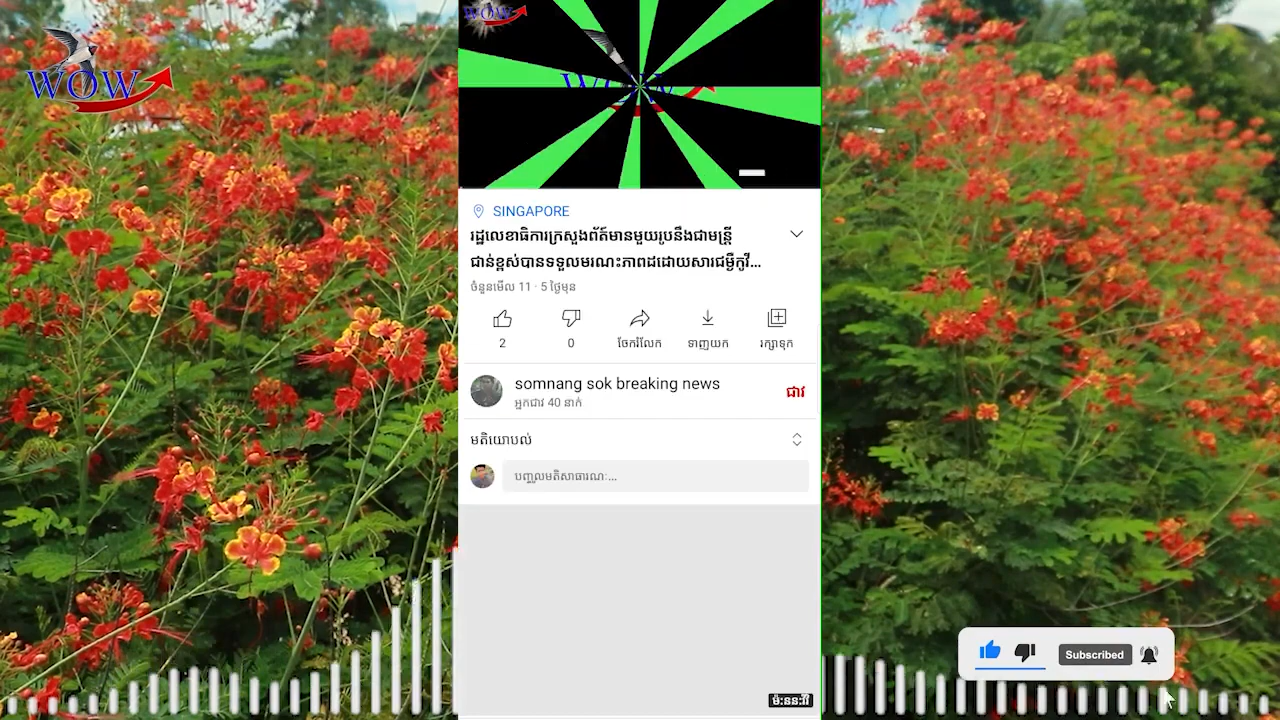 WOW
WOW
SINGAPORE
រដ្ឋលេខាធិការក្រសួងព័ត៍មានមួយរូបនឹងជាមន្ត្រី
ជាន់ខ្ពស់បានទទួលមរណះភាពដដោយសារជម្ងឺកូវី...
ចំនួនមើល 11 · 5 ថ្ងៃមុន
2
0
ចែករំលែក
ទាញយក
រក្សាទុក
somnang sok breaking news
ជាវ
អ្នកជាវ 40 នាក់
មតិយោបល់
បញ្ចូលមតិសាធារណៈ...
Subscribed